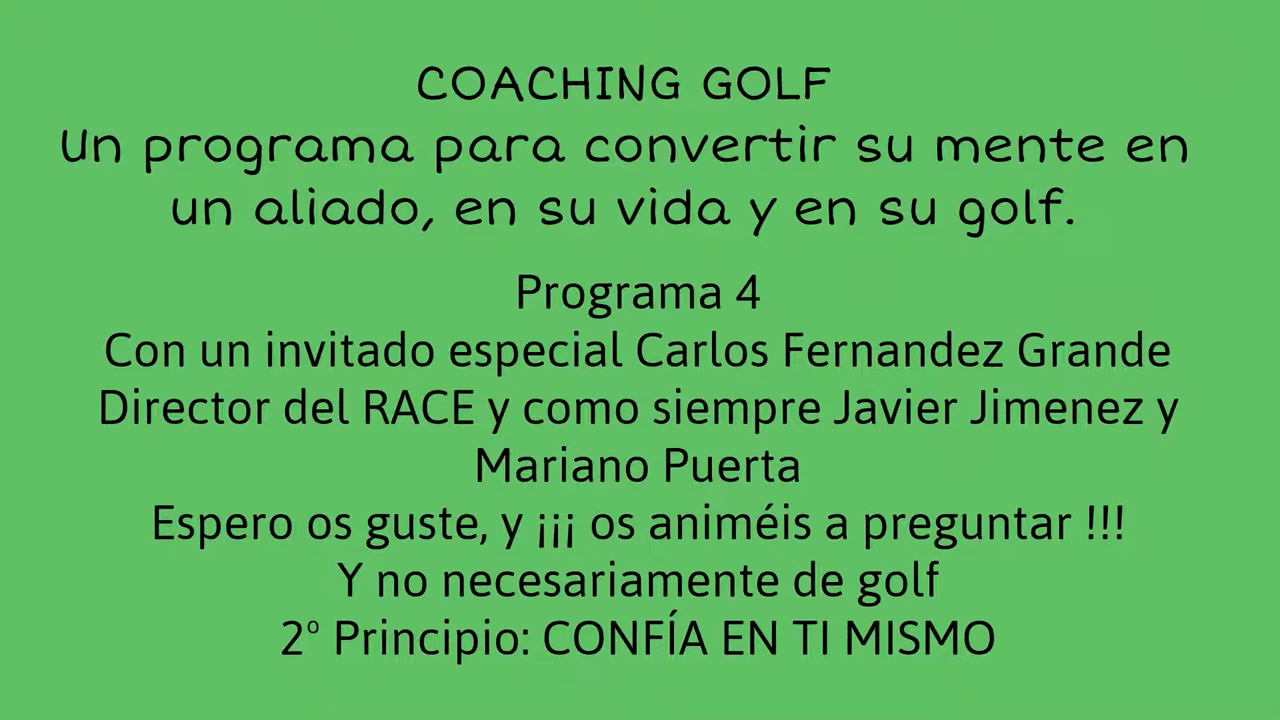 COACHING GOLF
Un programa para convertir su mente en
un aliado, en su vida y en su golf.
Programa 4
Con un invitado especial Carlos Fernandez Grande
Director del RACE y como siempre Javier Jimenez y
Mariano Puerta
Espero os guste, y ¡¡¡ os animéis a preguntar !!!
Y no necesariamente de golf
2º Principio: CONFÍA EN TI MISMO